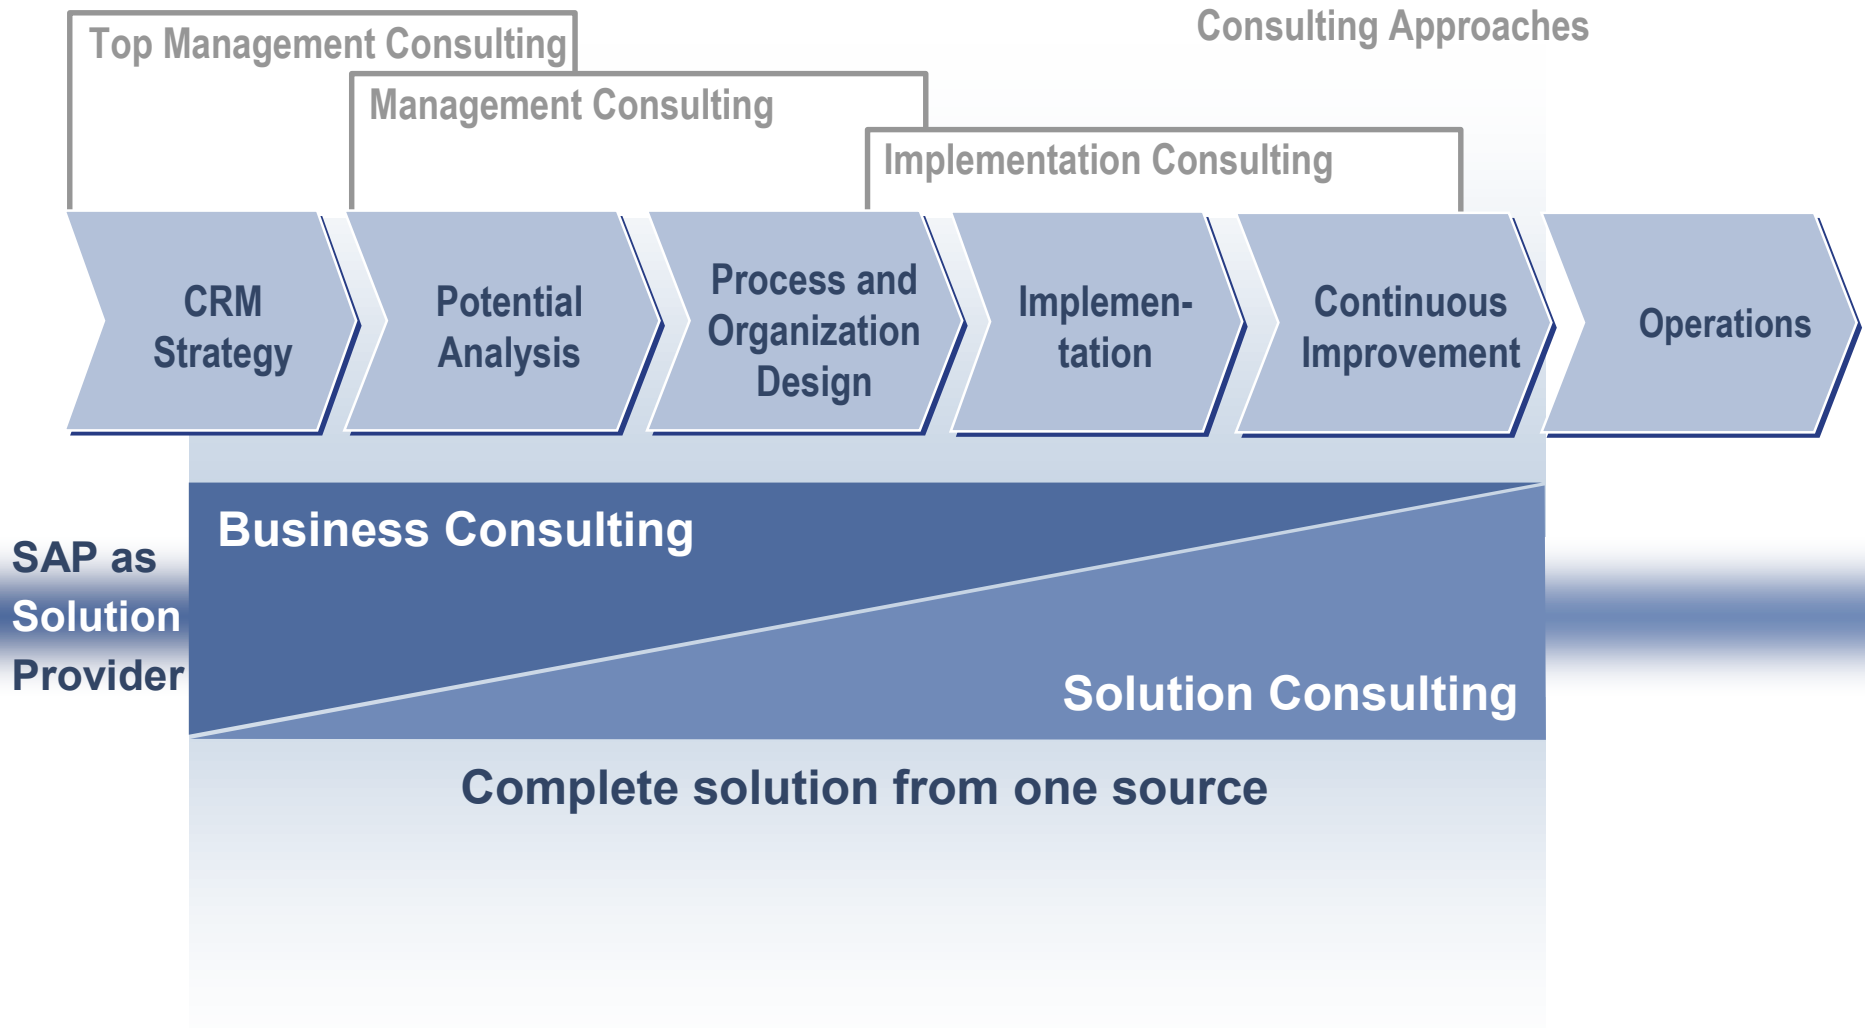 Consulting Approaches
Top Management Consulting
Management Consulting
Implementation Consulting
CRM
Strategy
Potential
Analysis
Process and
Organization
Design
Implemen-
tation
Continuous
Improvement
Operations
SAP as
Solution
Provider
Business Consulting
Solution Consulting
Complete solution from one source